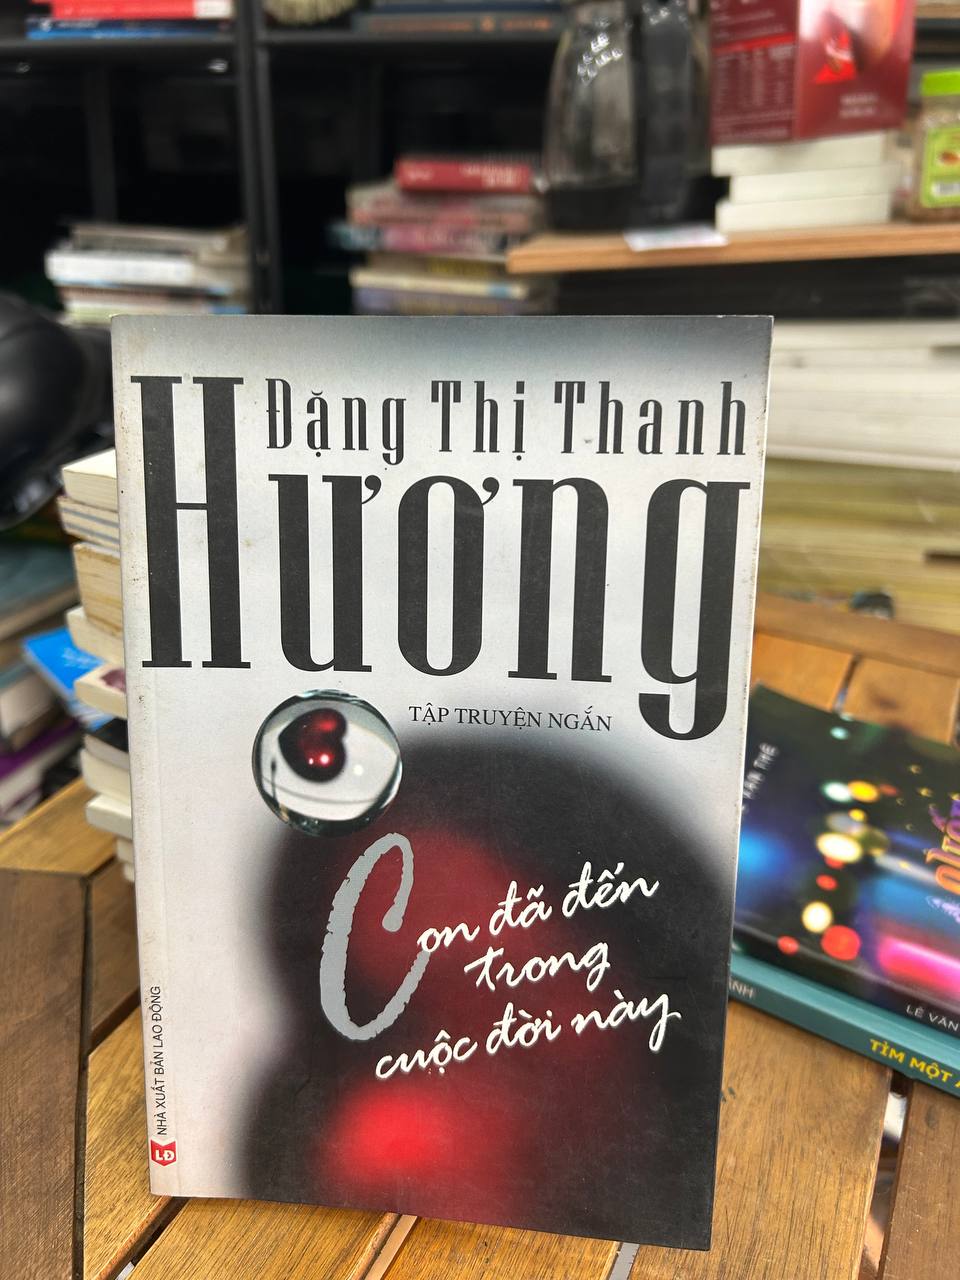 Đặng Thị Thanh
Hương
TẬP TRUYỆN NGẮN
Con đã đến
trong
cuộc đời này
NHÀ XUẤT BẢN LAO ĐỘNG
LĐ
LÊ VĂN
TÌM MỘT